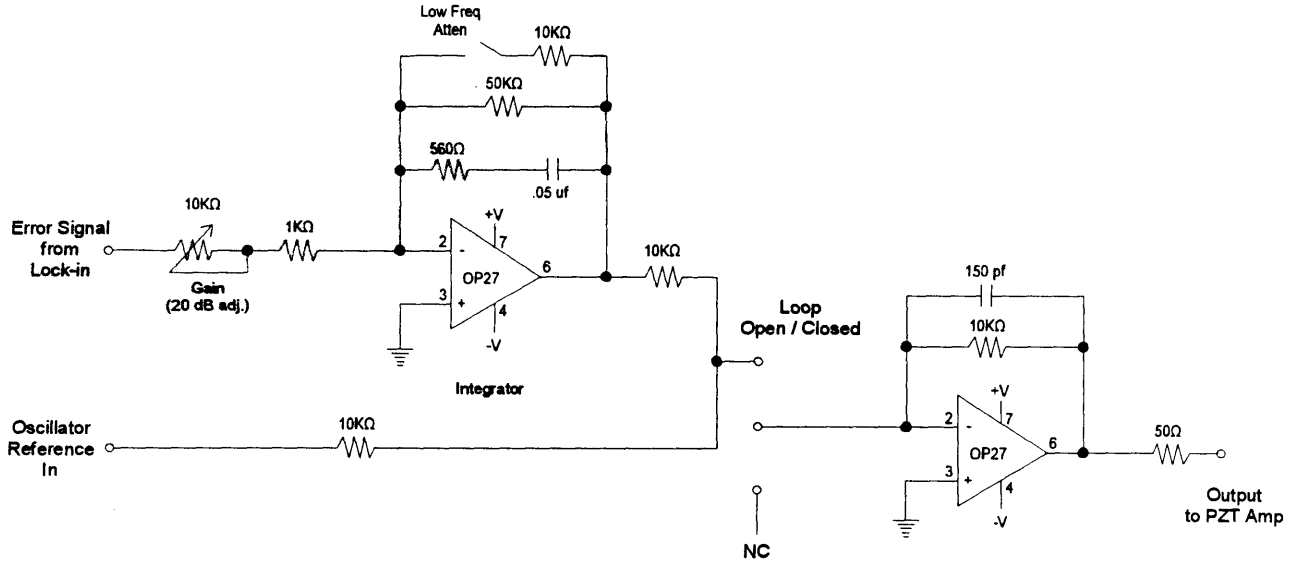 Low Freq
Atten
10KΩ
50KΩ
560Ω
.05 uf
10KΩ
1KΩ
Error Signal
from
Lock-in
Gain
(20 dB adj.)
+V
2
-
7
OP27
6
3
+
4
-V
10KΩ
Integrator
Loop
Open / Closed
150 pf
10KΩ
Oscillator
Reference
In
10KΩ
+V
2
-
7
OP27
6
3
+
4
-V
50Ω
Output
to PZT Amp
NC